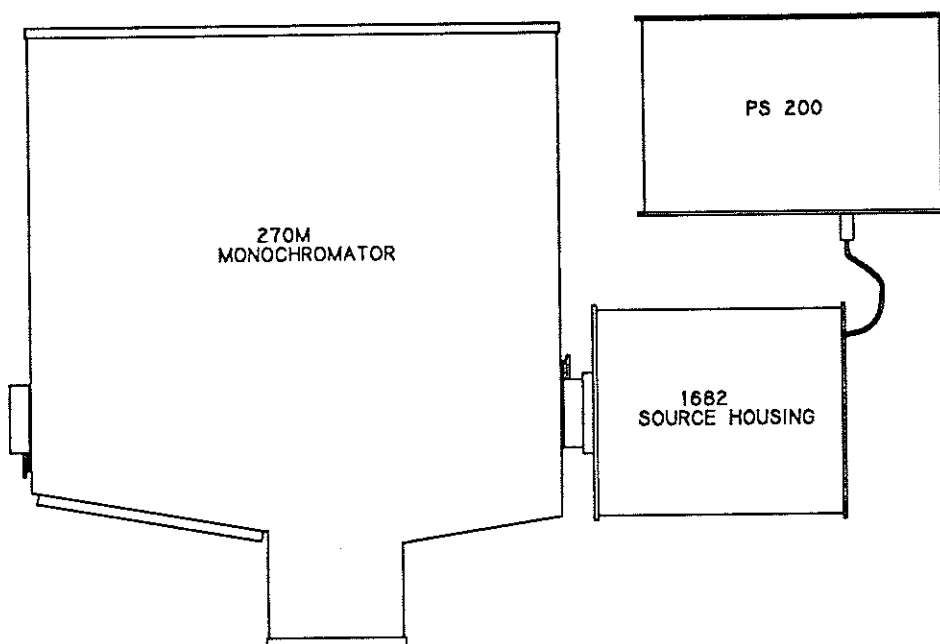 PS 200
270M
MONOCHROMATOR
1682
SOURCE HOUSING